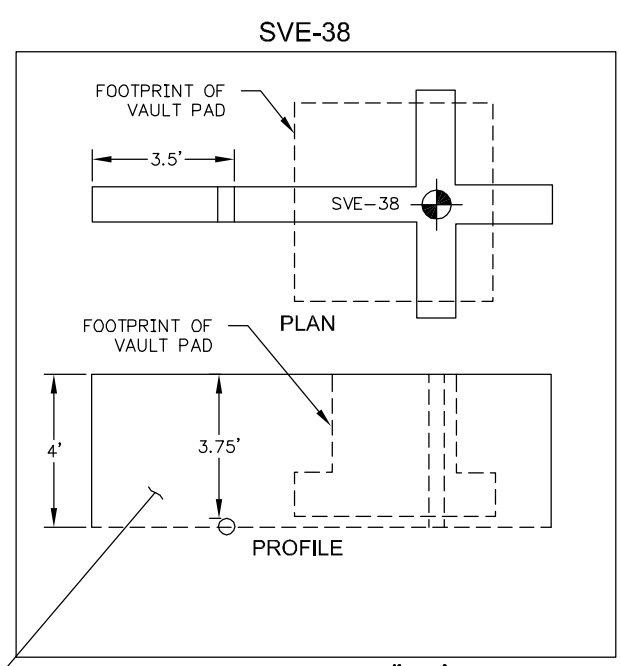 SVE-38
FOOTPRINT OF
VAULT PAD
3.5'
SVE-38
PLAN
FOOTPRINT OF
VAULT PAD
4'
3.75'
PROFILE